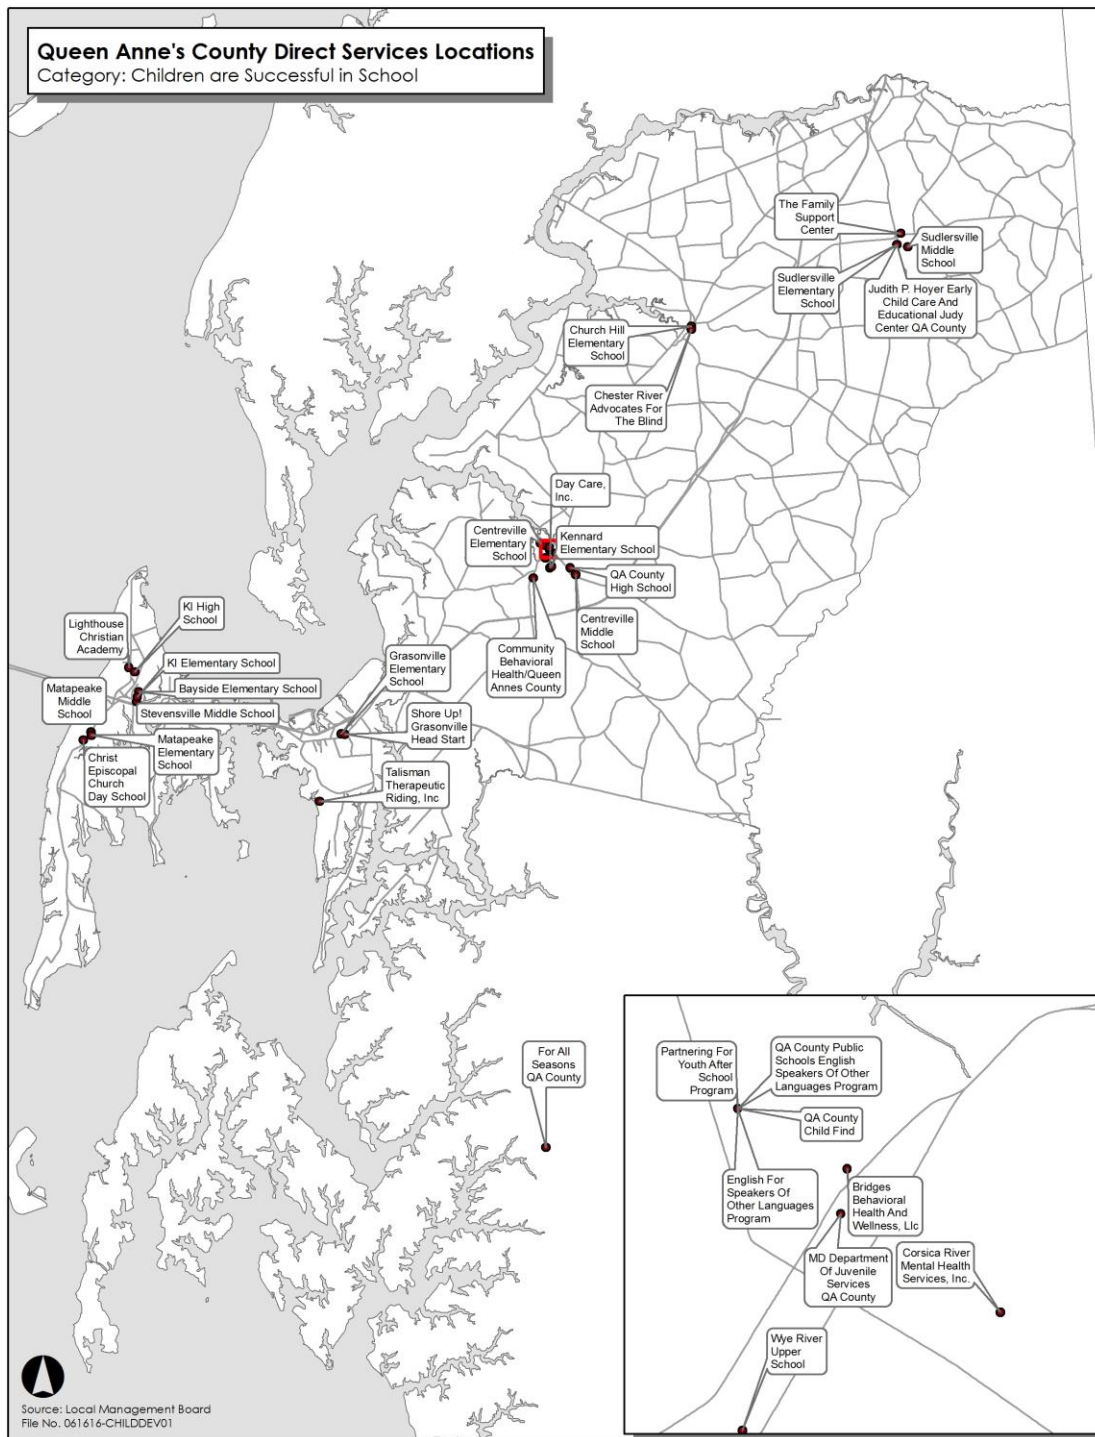 Queen Anne's County Direct Services Locations
Category: Children are Successful in School
The Family
Support
Center
Sudlersville
Middle
School
Sudlersville
Elementary
School
Judith P. Hoyer Early
Child Care And
Educational Judy
Center QA County
Church Hill
Elementary
School
Chester River
Advocates For
The Blind
Day Care,
Inc.
Centreville
Elementary
School
Kennard
Elementary School
QA County
High School
Centreville
Middle
School
Community
Behavioral
Health/Queen
Annes County
KI High
School
Lighthouse
Christian
Academy
KI Elementary School
Bayside Elementary School
Stevensville Middle School
Matapeake
Middle
School
Matapeake
Elementary
School
Christ
Episcopal
Church
Day School
Grasonville
Elementary
School
Shore Up!
Grasonville
Head Start
Talisman
Therapeutic
Riding, Inc
For All
Seasons
QA County
Partnering For
Youth After
School
Program
QA County Public
Schools English
Speakers Of Other
Languages Program
QA County
Child Find
English For
Speakers Of
Other Languages
Program
Bridges
Behavioral
Health And
Wellness, Llc
MD Department
Of Juvenile
Services
QA County
Corsica River
Mental Health
Services, Inc.
Wye River
Upper
School
Source: Local Management Board
File No. 061616-CHILDDEV01